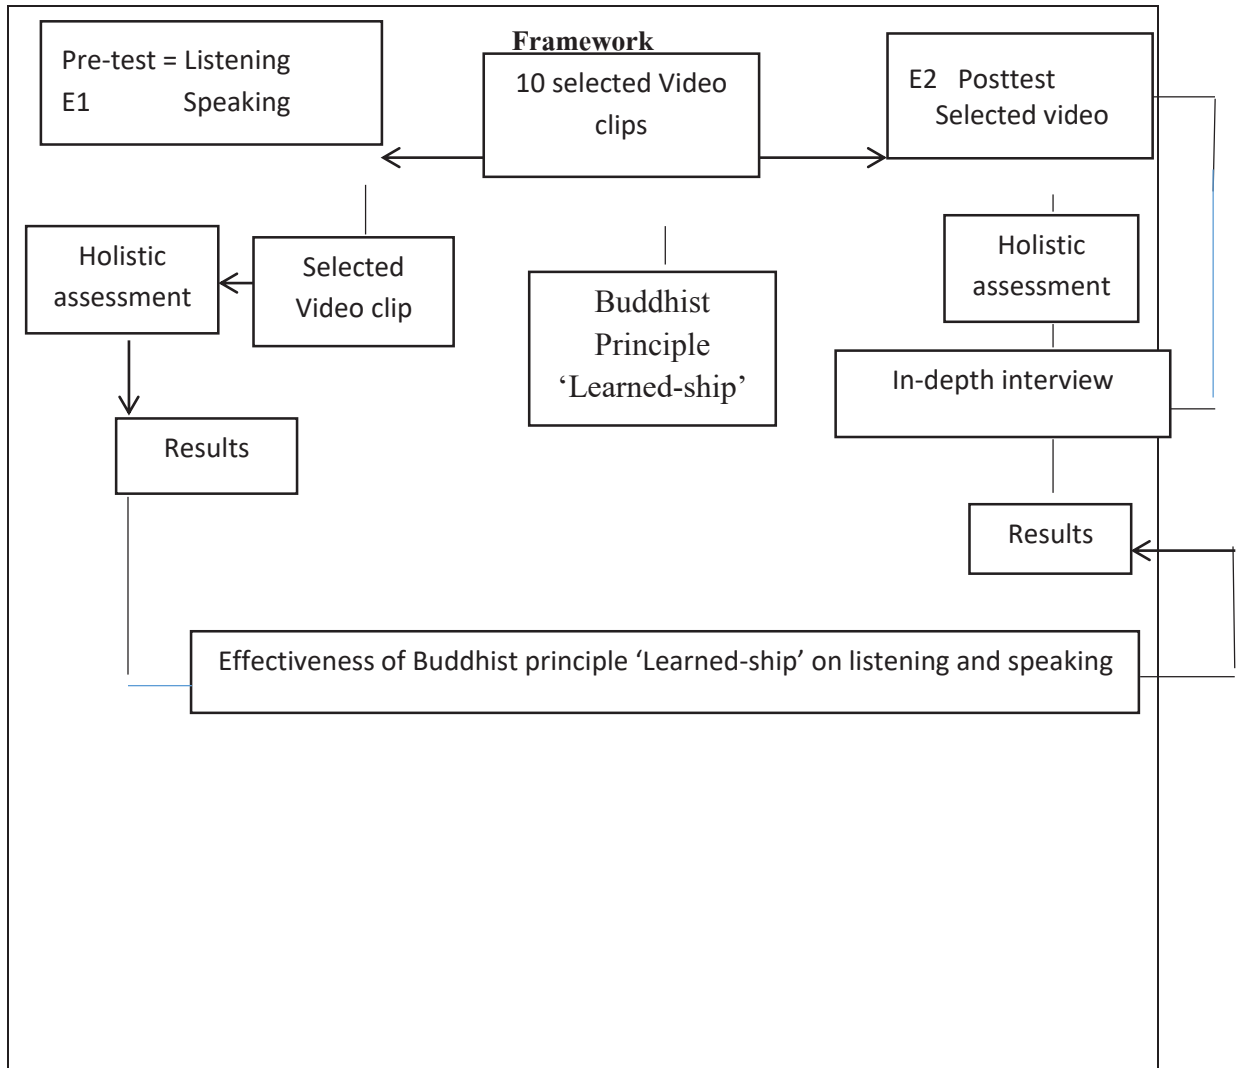 Framework
Pre-test = Listening
E1 Speaking
10 selected Video
clips
E2 Posttest
Selected video
Holistic
assessment
Selected
Video clip
Buddhist
Principle
‘Learned-ship’
Holistic
assessment
In-depth interview
Results
Results
Effectiveness of Buddhist principle ‘Learned-ship’ on listening and speaking